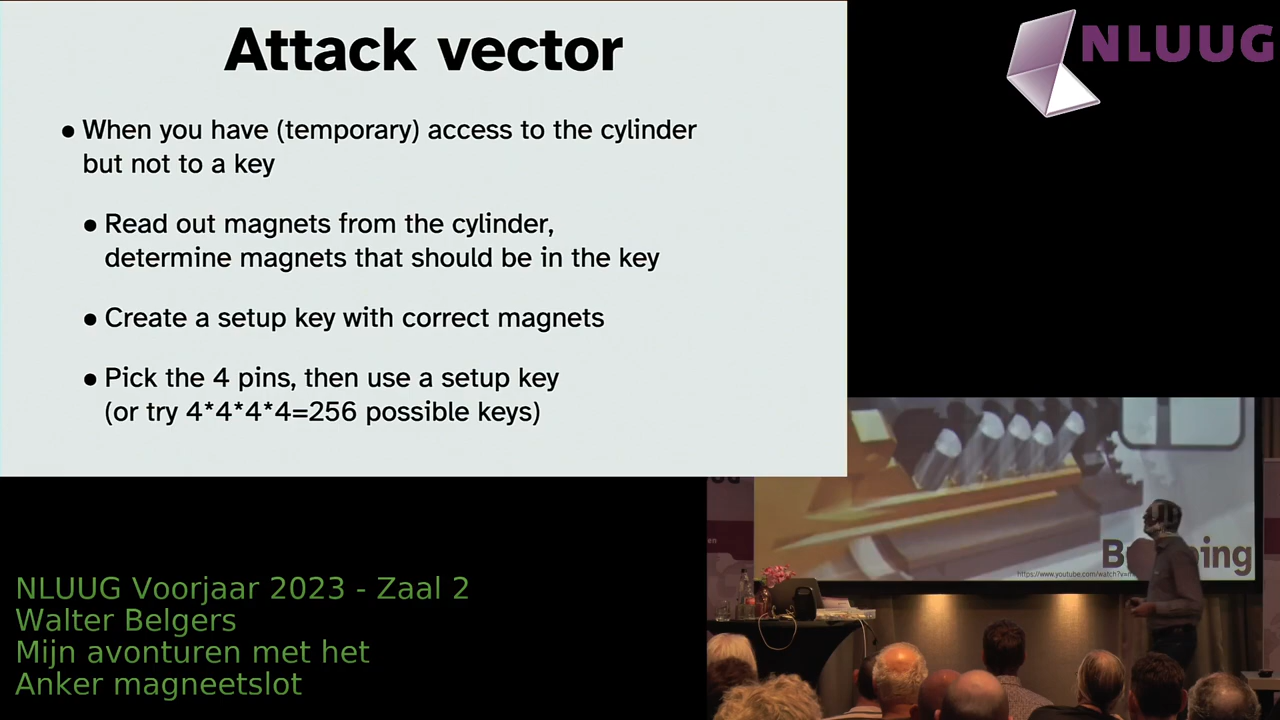 Attack vector
• When you have (temporary) access to the cylinder
but not to a key
• Read out magnets from the cylinder,
determine magnets that should be in the key
• Create a setup key with correct magnets
• Pick the 4 pins, then use a setup key
(or try 4*4*4*4=256 possible keys)
NLUUG
NLUUG Voorjaar 2023 - Zaal 2
Walter Belgers
Mijn avonturen met het
Anker magneetslot